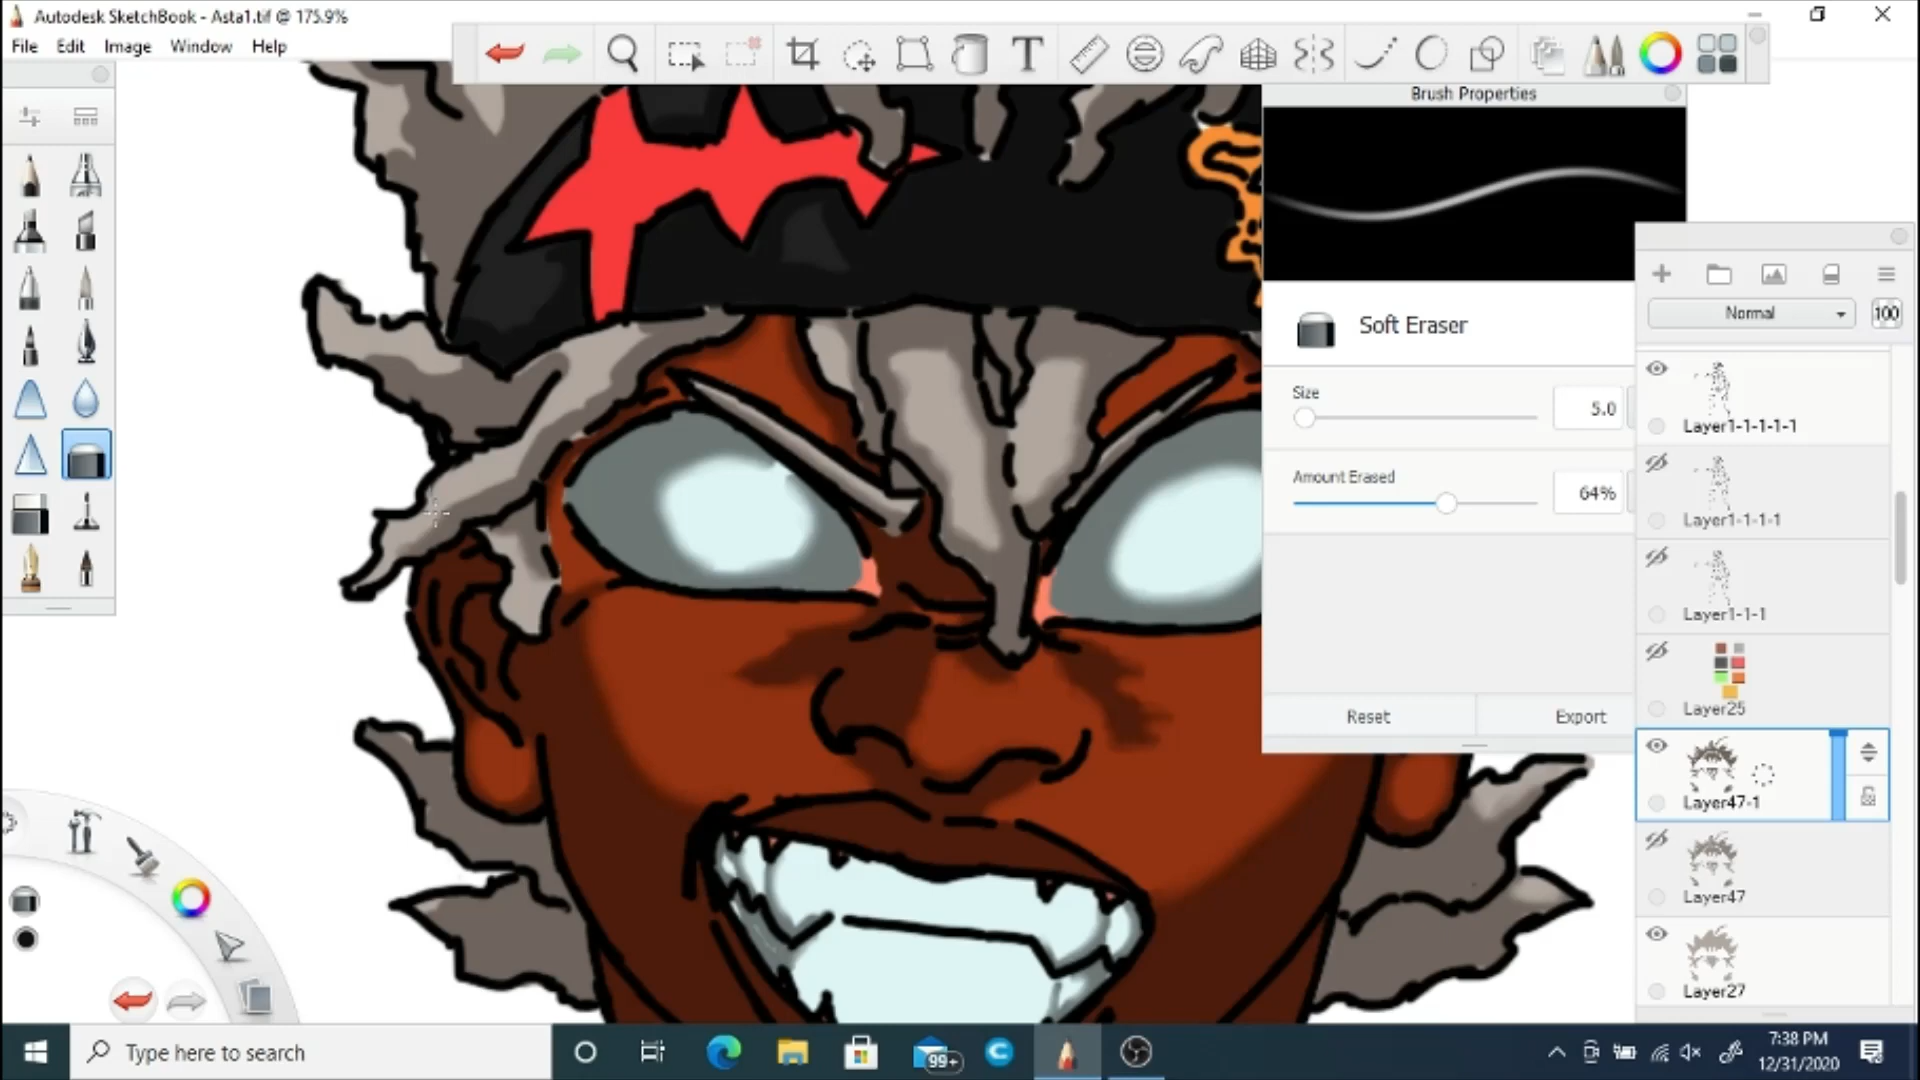 Autodesk SketchBook - Asta1.tif @ 175.9%
File Edit Image Window Help
T
Brush Properties
Soft Eraser
Size
5.0
Amount Erased
64%
Reset Export
Normal 100
Layer1-1-1-1-1
Layer1-1-1-1
Layer1-1-1
Layer25
Layer47-1
Layer47
Layer27
Type here to search
99+
7:38 PM
12/31/2020